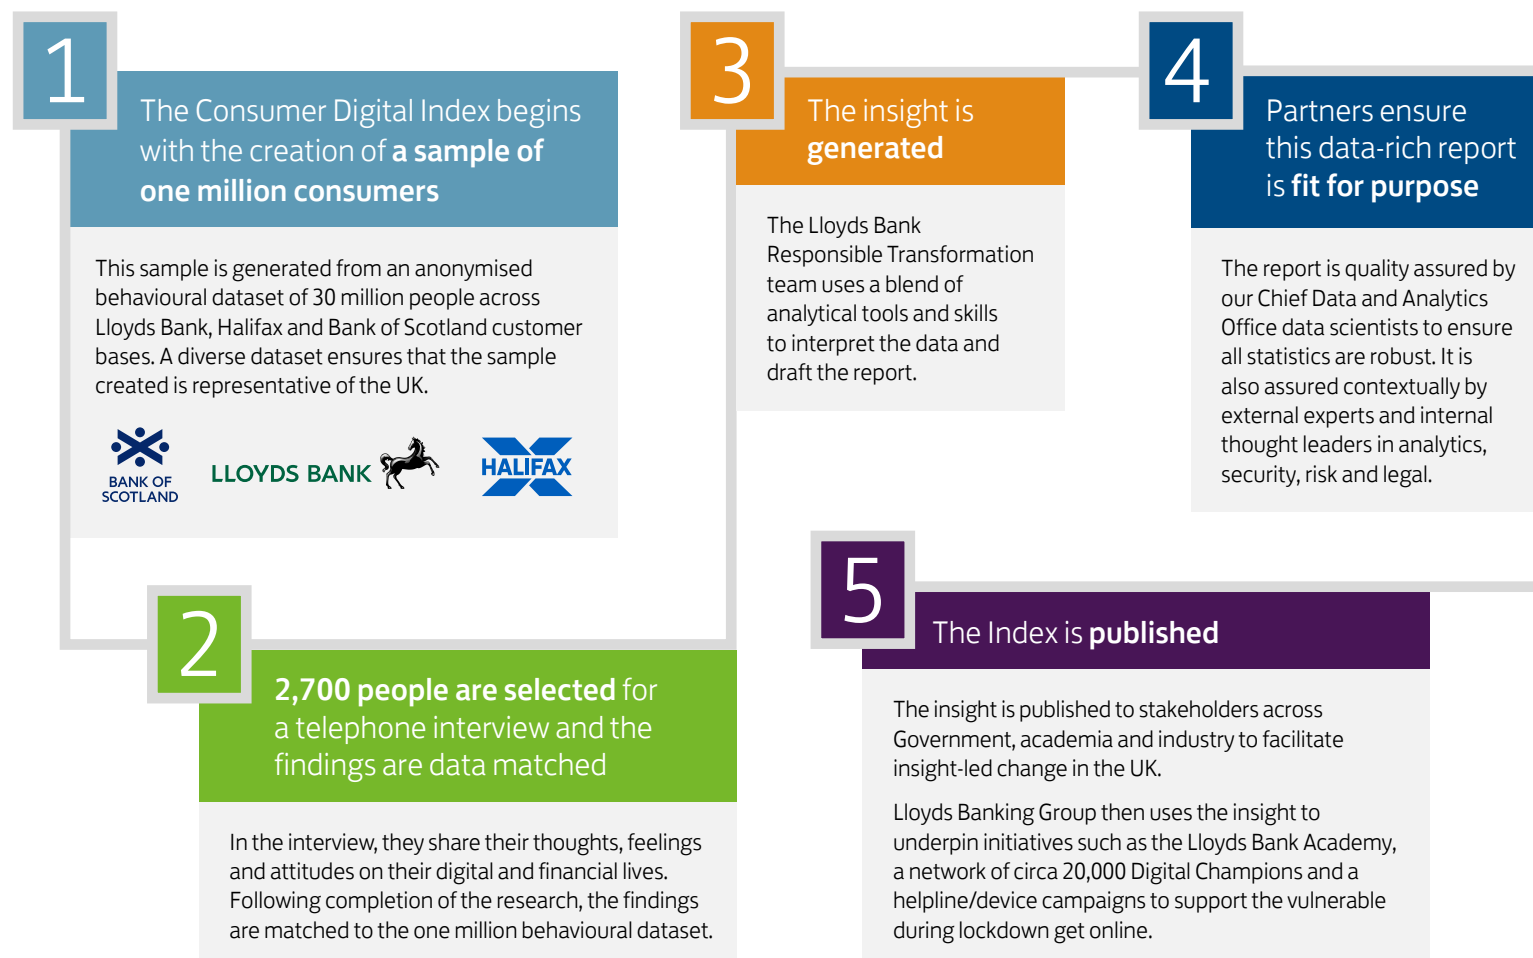 1
The Consumer Digital Index begins
with the creation of a sample of
one million consumers
This sample is generated from an anonymised
behavioural dataset of 30 million people across
Lloyds Bank, Halifax and Bank of Scotland customer
bases. A diverse dataset ensures that the sample
created is representative of the UK.
BANK OF
SCOTLAND
LLOYDS BANK
HALIFAX
2
2,700 people are selected for
a telephone interview and the
findings are data matched
In the interview, they share their thoughts, feelings
and attitudes on their digital and financial lives.
Following completion of the research, the findings
are matched to the one million behavioural dataset.
3
The insight is
generated
The Lloyds Bank
Responsible Transformation
team uses a blend of
analytical tools and skills
to interpret the data and
draft the report.
4
Partners ensure
this data-rich report
is fit for purpose
The report is quality assured by
our Chief Data and Analytics
Office data scientists to ensure
all statistics are robust. It is
also assured contextually by
external experts and internal
thought leaders in analytics,
security, risk and legal.
5
The Index is published
The insight is published to stakeholders across
Government, academia and industry to facilitate
insight-led change in the UK.
Lloyds Banking Group then uses the insight to
underpin initiatives such as the Lloyds Bank Academy,
a network of circa 20,000 Digital Champions and a
helpline/device campaigns to support the vulnerable
during lockdown get online.